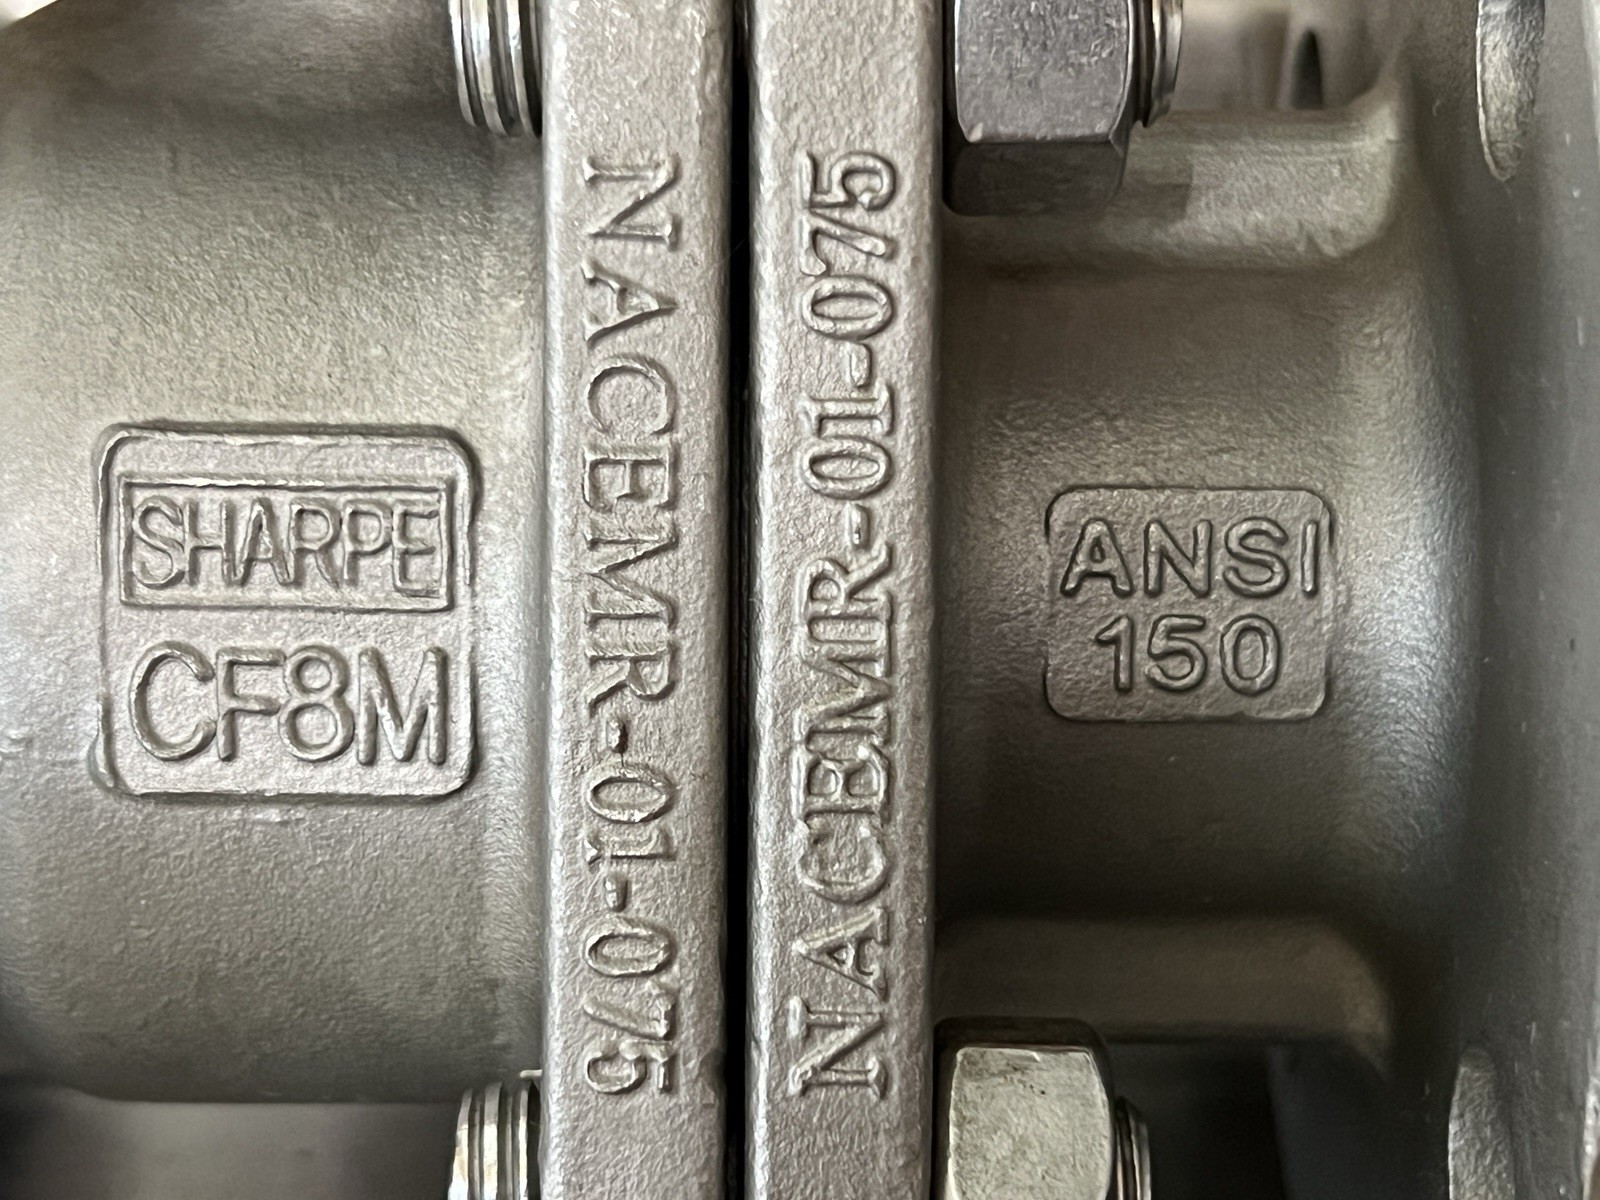 SHARPE
CF8M
NACEMR-01-075
NACEMR-01-075
ANSI
150